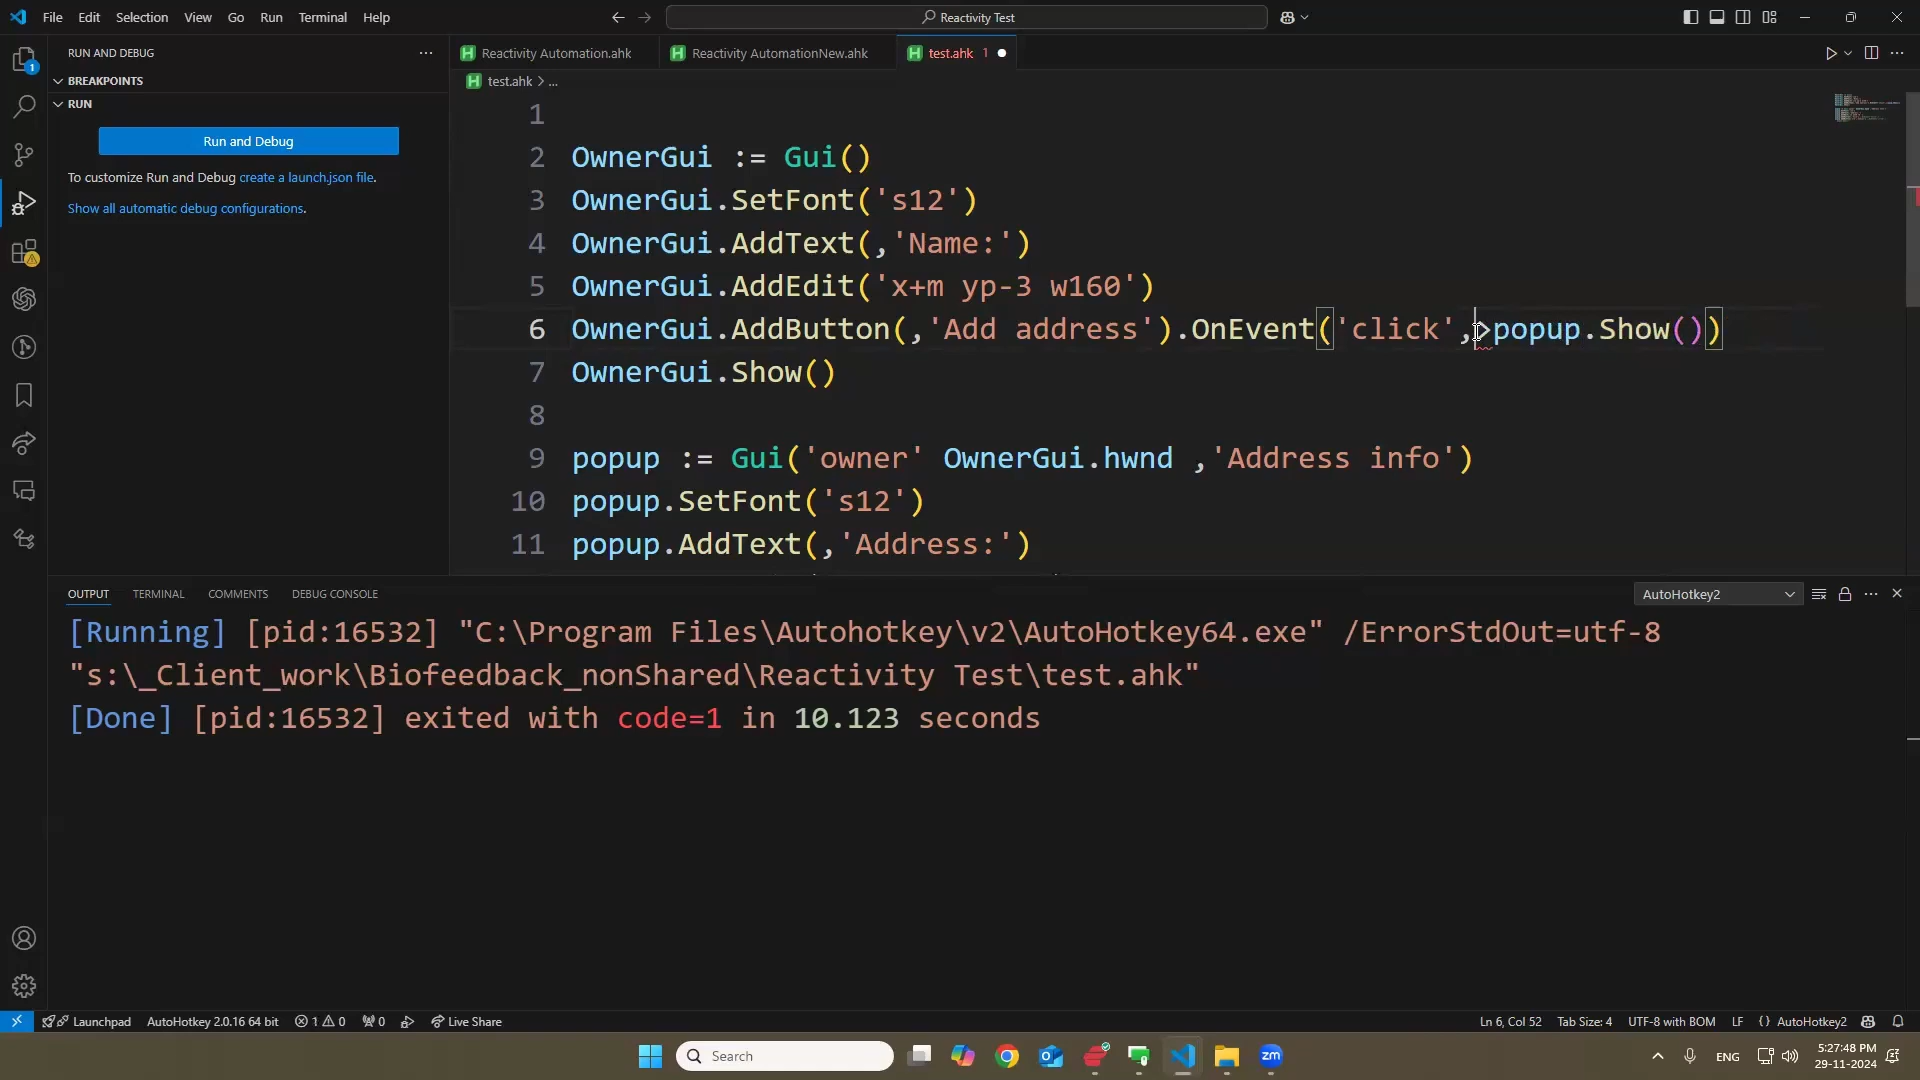 File Edit Selection View Go Run Terminal Help
Reactivity Test
RUN AND DEBUG
Reactivity Automation.ahk
Reactivity AutomationNew.ahk
test.ahk 1
BREAKPOINTS
test.ahk > ...
RUN
Run and Debug
To customize Run and Debug create a launch.json file.
Show all automatic debug configurations.
1
1
2 OwnerGui := Gui()
3 OwnerGui.SetFont('s12')
4 OwnerGui.AddText(,'Name:')
5 OwnerGui.AddEdit('x+m yp-3 w160')
6 OwnerGui.AddButton(,'Add address').OnEvent('click',>popup.Show())
7 OwnerGui.Show()
8
9 popup := Gui('owner' OwnerGui.hwnd ,'Address info')
10 popup.SetFont('s12')
11 popup.AddText(,'Address:')
OUTPUT TERMINAL COMMENTS DEBUG CONSOLE
AutoHotkey2
[Running] [pid:16532] "C:\Program Files\Autohotkey\v2\AutoHotkey64.exe" /ErrorStdOut=utf-8
"s:\_Client_work\Biofeedback_nonShared\Reactivity Test\test.ahk"
[Done] [pid:16532] exited with code=1 in 10.123 seconds
Launchpad AutoHotkey 2.0.16 64 bit 1 0 0 Live Share
Ln 6, Col 52 Tab Size: 4 UTF-8 with BOM LF {} AutoHotkey2
Search
zm
ENG
5:27:48 PM
29-11-2024